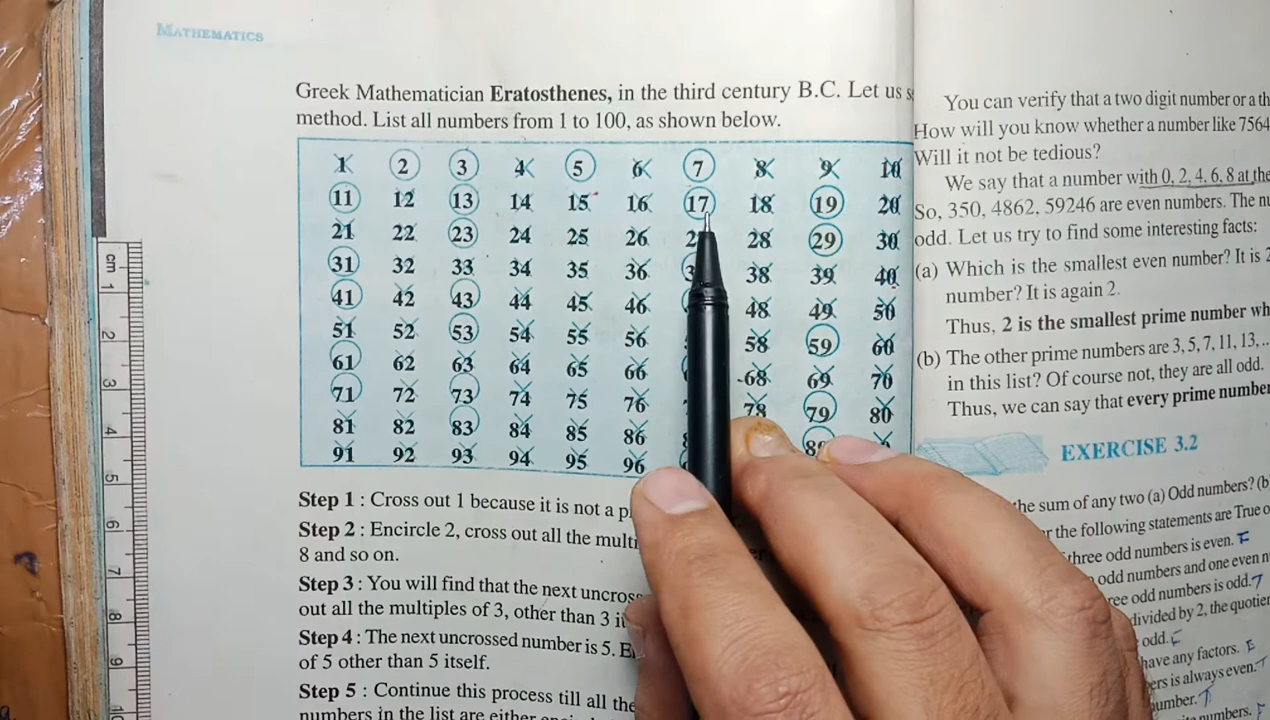 MATHEMATICS
Greek Mathematician Eratosthenes, in the third century B.C. Let us
method. List all numbers from 1 to 100, as shown below.
1 2 3 4 5 6 7 8 9 10
11 12 13 14 15 16 17 18 19 20
21 22 23 24 25 26 28 29 30
31 32 33 34 35 36 38 39 40
41 42 43 44 45 46 48 49 50
51 52 53 54 55 56 58 59 60
61 62 63 64 65 66 68 69 70
71 72 73 74 75 76 78 79 80
81 82 83 84 85 86
91 92 93 94 95 96
Step 1 : Cross out 1 because it is not a
Step 2 : Encircle 2, cross out all the
8 and so on.
Step 3 : You will find that the next
out all the multiples of 3, other than 3
Step 4 : The next uncrossed number is 5.
of 5 other than 5 itself.
Step 5 : Continue this process till all the
numbers in the list are either
cm
1
2
3
4
5
6
7
8
9
You can verify that a two digit number or a
How will you know whether a number like 7564
Will it not be tedious?
We say that a number with 0, 2, 4, 6, 8 at the
So, 350, 4862, 59246 are even numbers. The
odd. Let us try to find some interesting facts:
(a) Which is the smallest even number? It is 2
number? It is again 2.
Thus, 2 is the smallest prime number
(b) The other prime numbers are 3, 5, 7, 11, 13,
in this list? Of course not, they are all odd.
Thus, we can say that every prime number
EXERCISE 3.2
the sum of any two (a) Odd numbers?
the following statements are True
three odd numbers is even. F
odd numbers and one even
odd numbers is odd. T
divided by 2, the
odd. F
have any factors. F
is always even. T
T
numbers. F